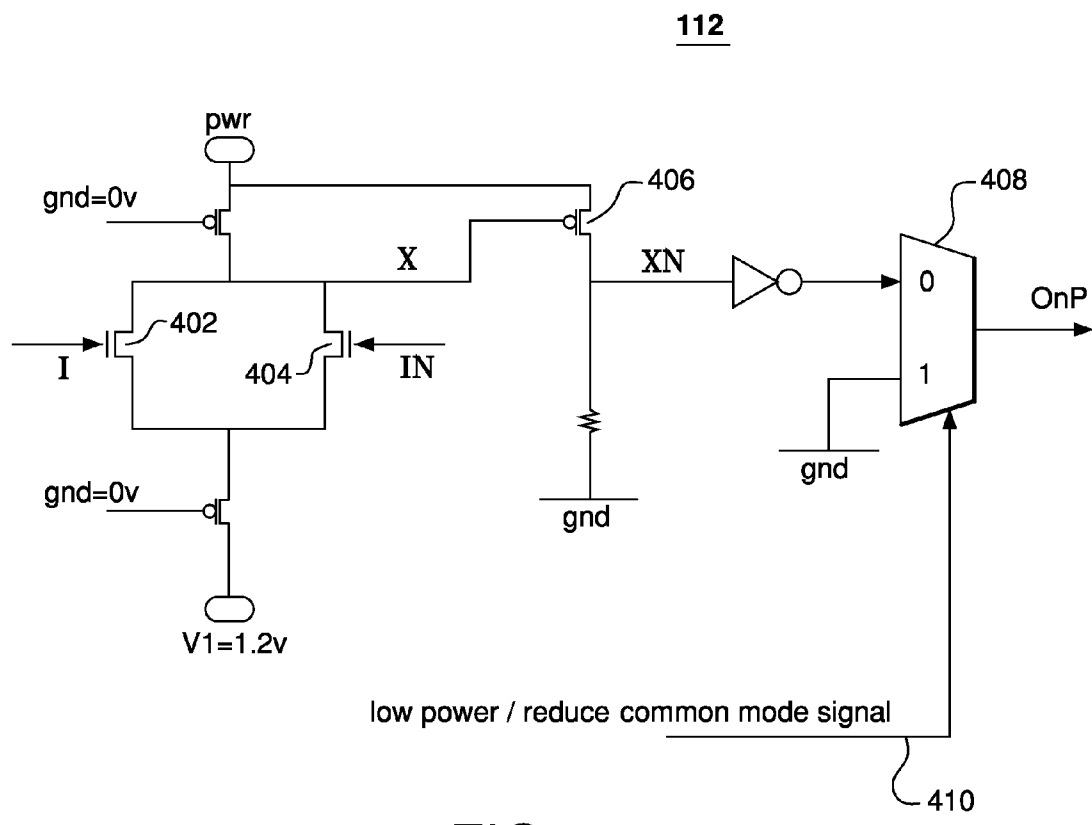 112
pwr
gnd=0v
406
408
X
XN
0
OnP
402
I
404
IN
1
gnd
gnd=0v
gnd
V1=1.2v
low power / reduce common mode signal
410